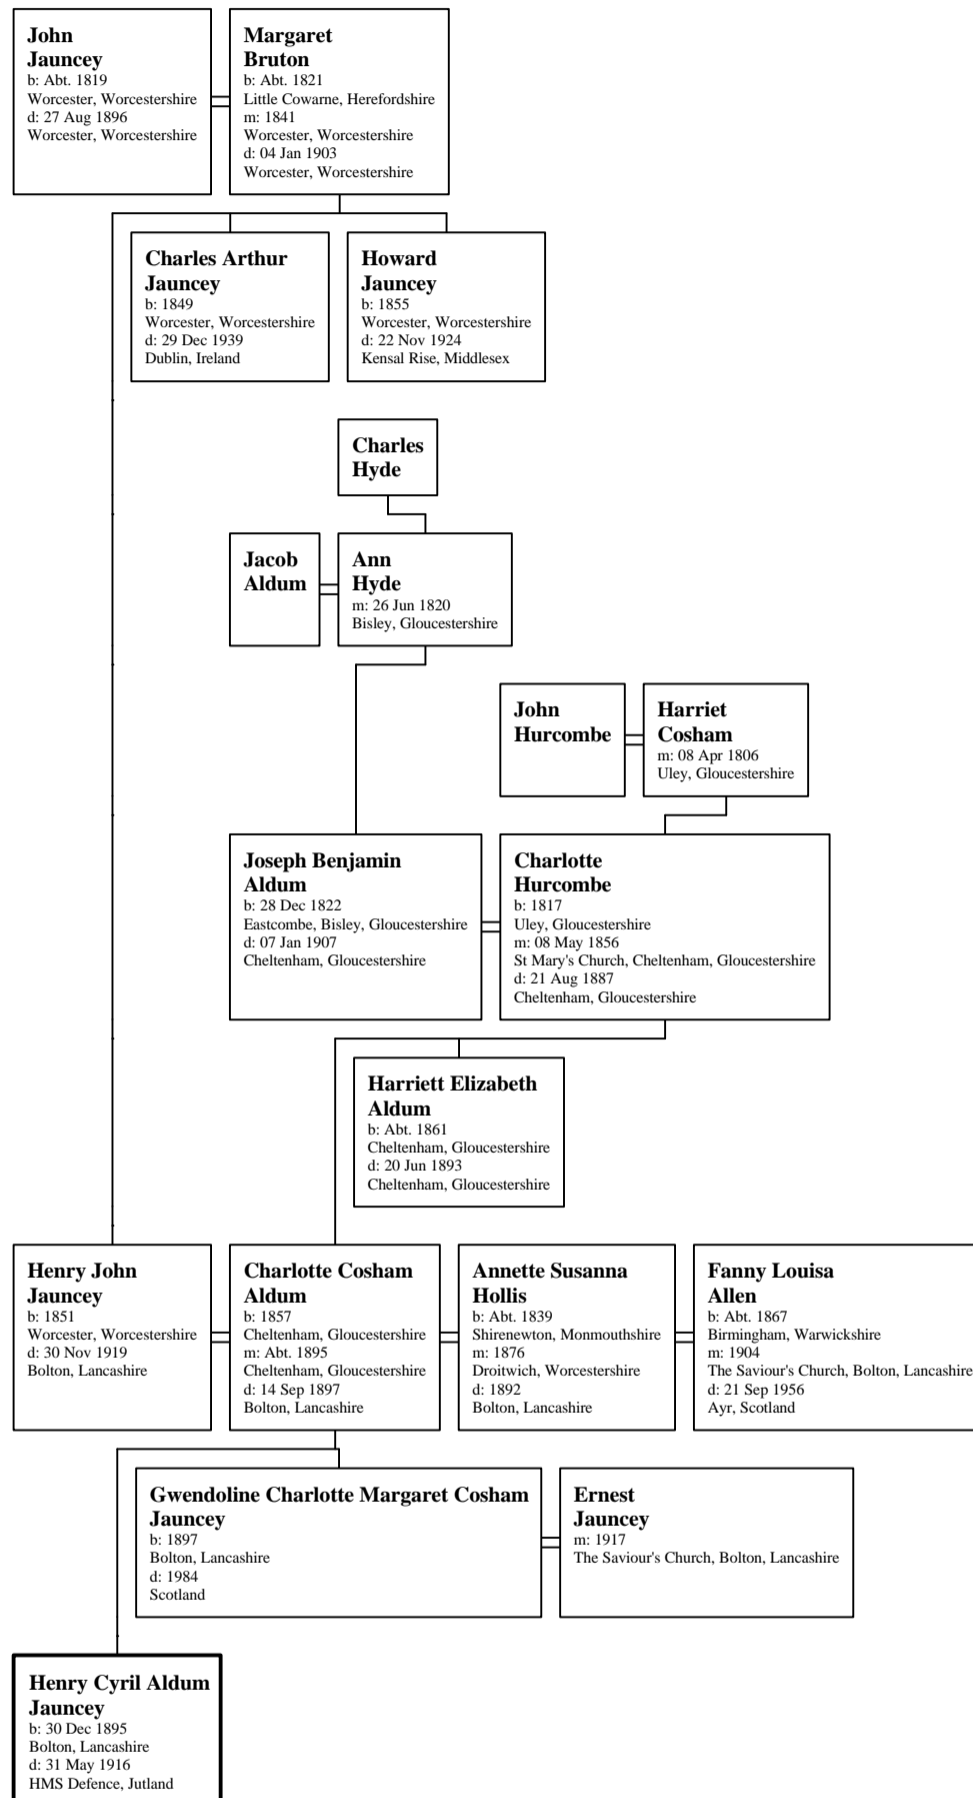 John
Jauncey
b: Abt. 1819
Worcester, Worcestershire
d: 27 Aug 1896
Worcester, Worcestershire
Margaret
Bruton
b: Abt. 1821
Little Cowarne, Herefordshire
m: 1841
Worcester, Worcestershire
d: 04 Jan 1903
Worcester, Worcestershire
Charles Arthur
Jauncey
b: 1849
Worcester, Worcestershire
d: 29 Dec 1939
Dublin, Ireland
Howard
Jauncey
b: 1855
Worcester, Worcestershire
d: 22 Nov 1924
Kensal Rise, Middlesex
Charles
Hyde
Jacob
Aldum
Ann
Hyde
m: 26 Jun 1820
Bisley, Gloucestershire
John
Hurcombe
Harriet
Cosham
m: 08 Apr 1806
Uley, Gloucestershire
Joseph Benjamin
Aldum
b: 28 Dec 1822
Eastcombe, Bisley, Gloucestershire
d: 07 Jan 1907
Cheltenham, Gloucestershire
Charlotte
Hurcombe
b: 1817
Uley, Gloucestershire
m: 08 May 1856
St Mary's Church, Cheltenham, Gloucestershire
d: 21 Aug 1887
Cheltenham, Gloucestershire
Harriett Elizabeth
Aldum
b: Abt. 1861
Cheltenham, Gloucestershire
d: 20 Jun 1893
Cheltenham, Gloucestershire
Henry John
Jauncey
b: 1851
Worcester, Worcestershire
d: 30 Nov 1919
Bolton, Lancashire
Charlotte Cosham
Aldum
b: 1857
Cheltenham, Gloucestershire
m: Abt. 1895
Cheltenham, Gloucestershire
d: 14 Sep 1897
Bolton, Lancashire
Annette Susanna
Hollis
b: Abt. 1839
Shirenewton, Monmouthshire
m: 1876
Droitwich, Worcestershire
d: 1892
Bolton, Lancashire
Fanny Louisa
Allen
b: Abt. 1867
Birmingham, Warwickshire
m: 1904
The Saviour's Church, Bolton, Lancashire
d: 21 Sep 1956
Ayr, Scotland
Gwendoline Charlotte Margaret Cosham
Jauncey
b: 1897
Bolton, Lancashire
d: 1984
Scotland
Ernest
Jauncey
m: 1917
The Saviour's Church, Bolton, Lancashire
Henry Cyril Aldum
Jauncey
b: 30 Dec 1895
Bolton, Lancashire
d: 31 May 1916
HMS Defence, Jutland